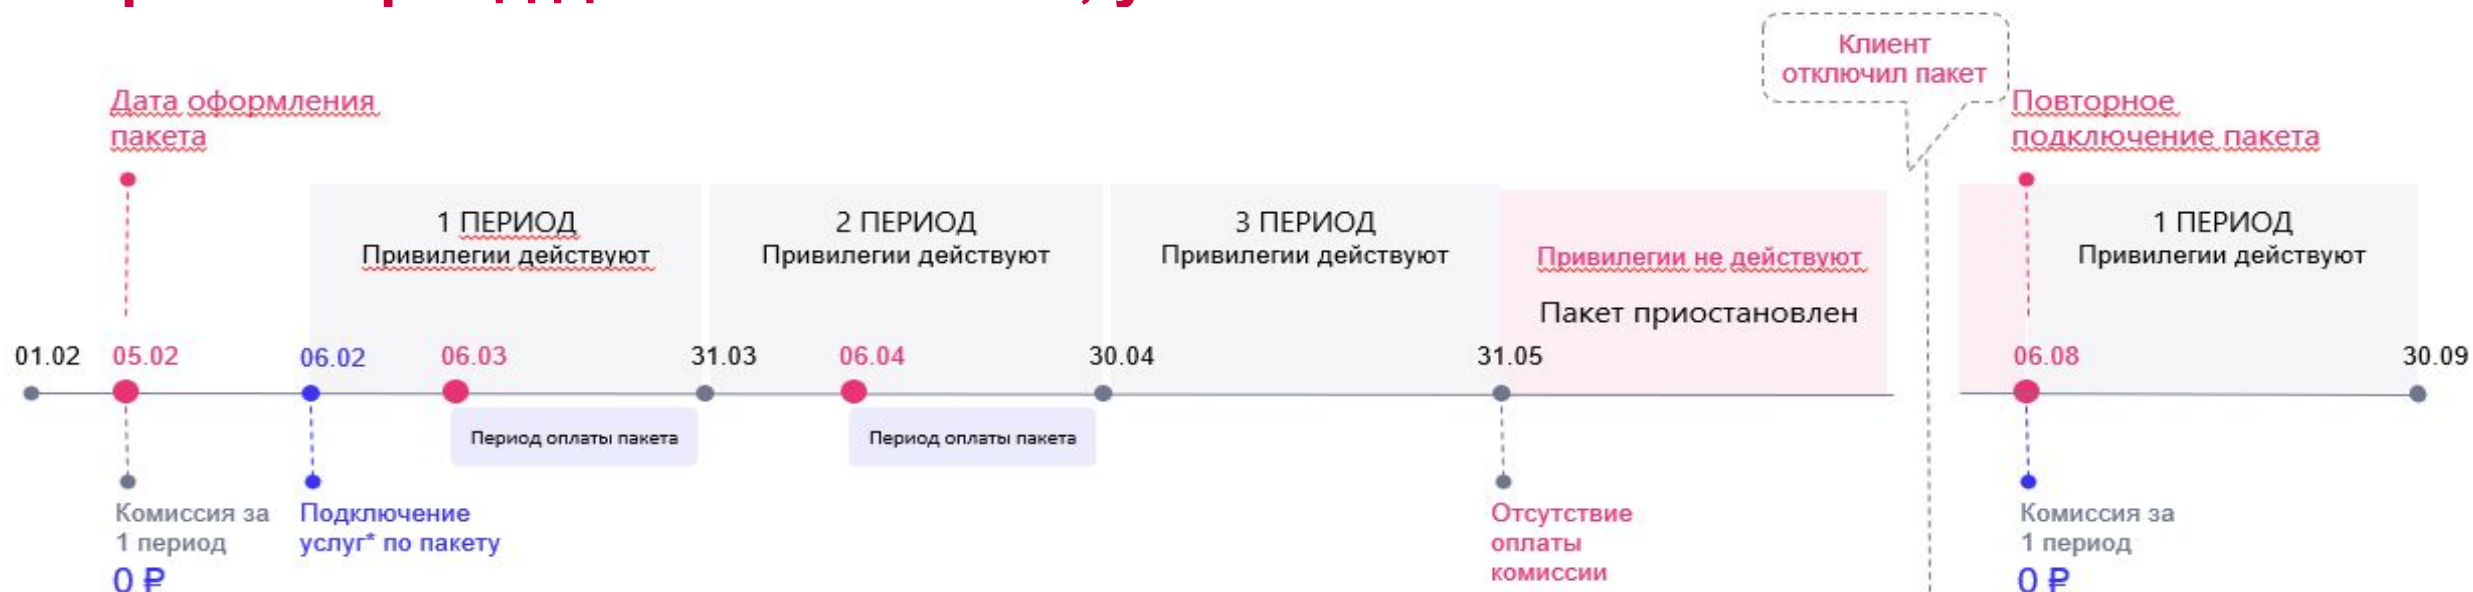 Клиент
отключил пакет
Дата оформления
пакета
Повторное
подключение пакета
1 ПЕРИОД
Привилегии действуют
2 ПЕРИОД
Привилегии действуют
3 ПЕРИОД
Привилегии действуют
Привилегии не действуют
Пакет приостановлен
1 ПЕРИОД
Привилегии действуют
01.02
05.02
06.02
06.03
31.03
06.04
30.04
31.05
06.08
30.09
Период оплаты пакета
Период оплаты пакета
Комиссия за
1 период
0 ₽
Подключение
услуг* по пакету
Отсутствие
оплаты
комиссии
Комиссия за
1 период
0 ₽